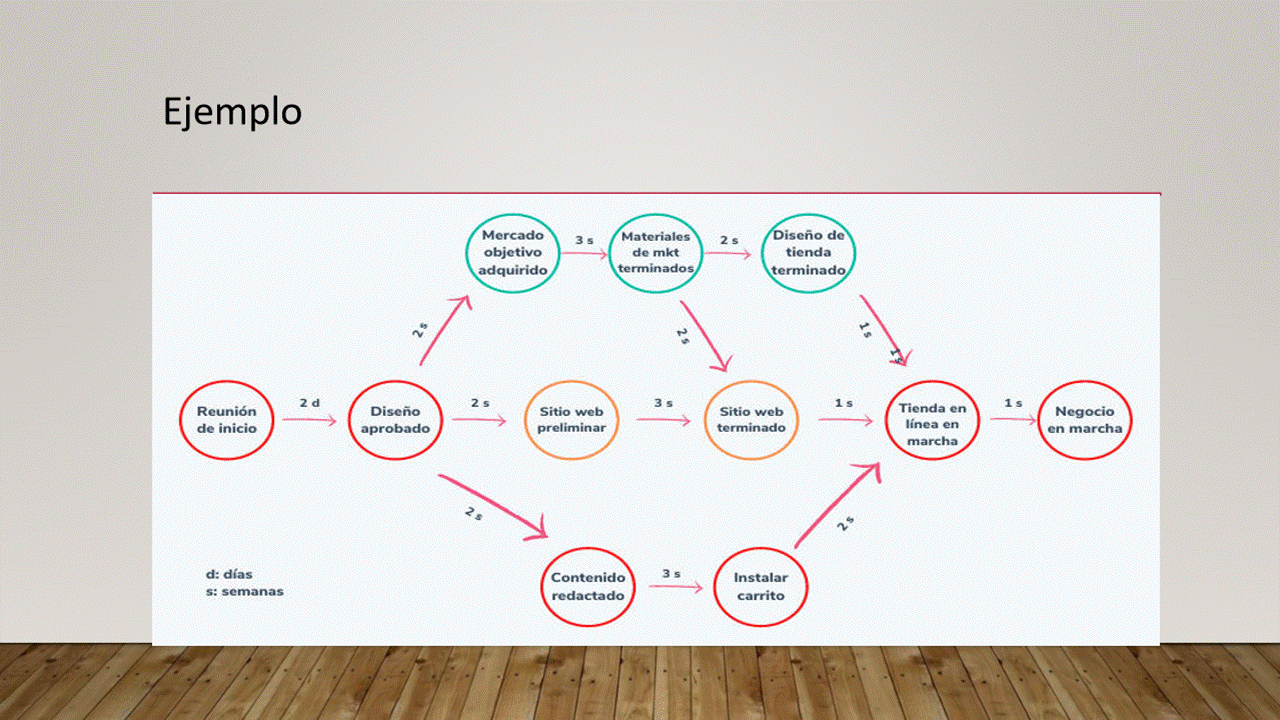 Ejemplo
Mercado
objetivo
adquirido
3 s
Materiales
de mkt
terminados
2 s
Diseño de
tienda
terminado
2 s
2 s
1 s
1 s
Reunión
de inicio
2 d
Diseño
aprobado
2 s
Sitio web
preliminar
3 s
Sitio web
terminado
1 s
Tienda en
línea en
marcha
1 s
Negocio
en marcha
2 s
2 s
Contenido
redactado
3 s
Instalar
carrito
d: días
s: semanas